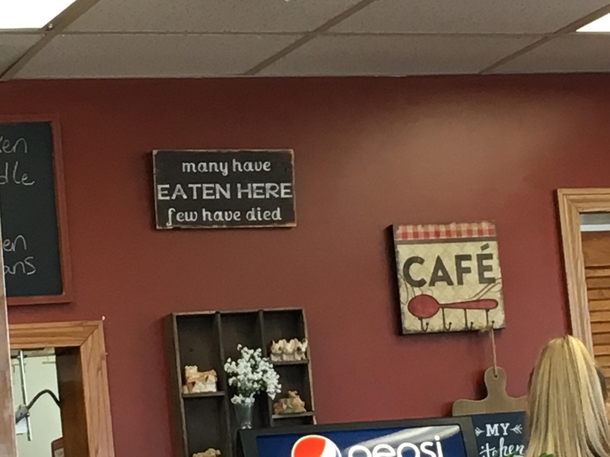 many have
EATEN HERE
few have died
CAFÉ
pepsi
MY